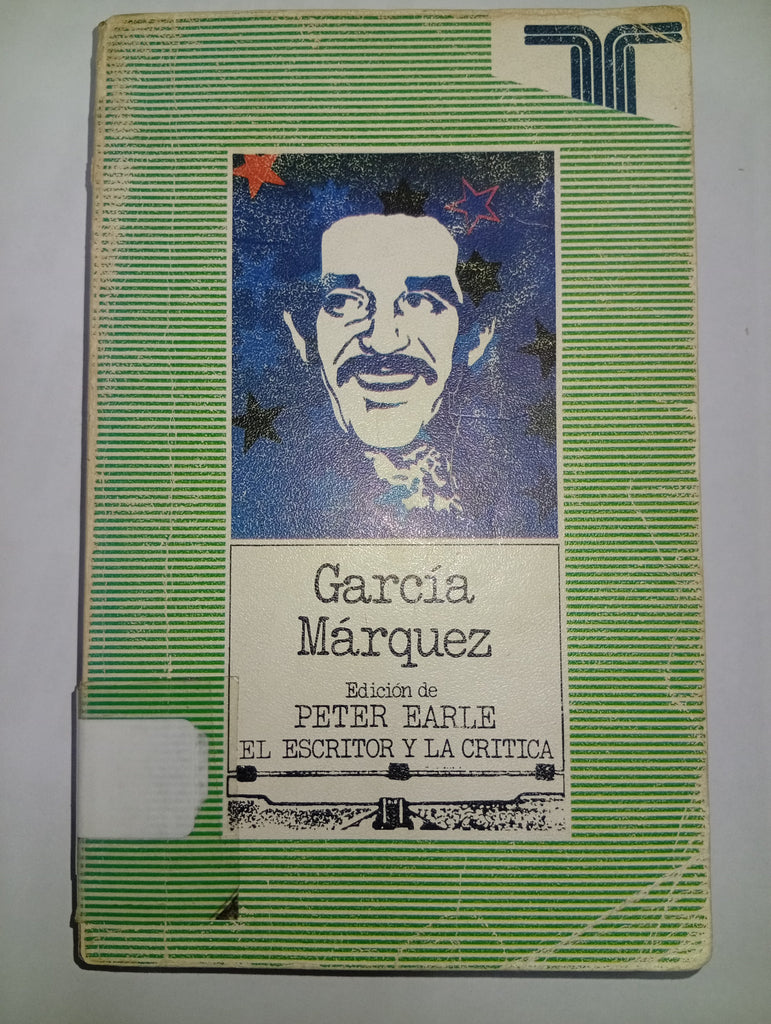 García
Márquez
Edición de
PETER EARLE
EL ESCRITOR Y LA CRITICA